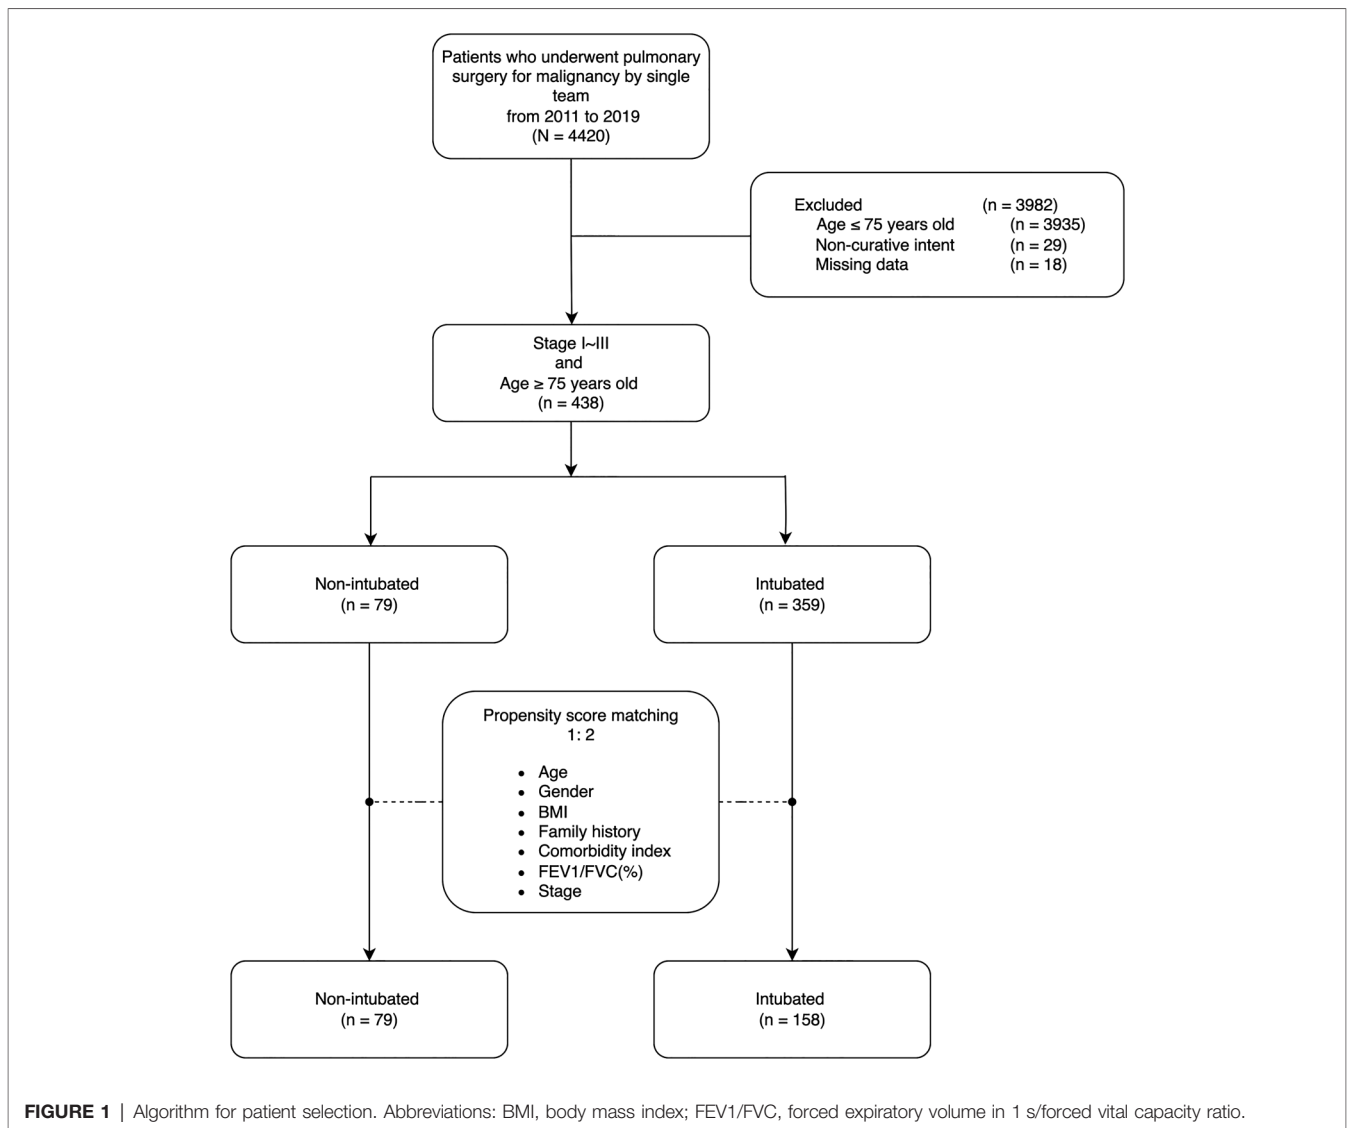 Patients who underwent pulmonary
surgery for malignancy by single
team
from 2011 to 2019
(N = 4420)
Excluded (n = 3982)
Age ≤ 75 years old (n = 3935)
Non-curative intent (n = 29)
Missing data (n = 18)
Stage I~III
and
Age ≥ 75 years old
(n = 438)
Non-intubated
(n = 79)
Intubated
(n = 359)
Propensity score matching
1: 2
• Age
• Gender
• BMI
• Family history
• Comorbidity index
• FEV1/FVC(%)
• Stage
Non-intubated
(n = 79)
Intubated
(n = 158)
FIGURE 1 | Algorithm for patient selection. Abbreviations: BMI, body mass index; FEV1/FVC, forced expiratory volume in 1 s/forced vital capacity ratio.